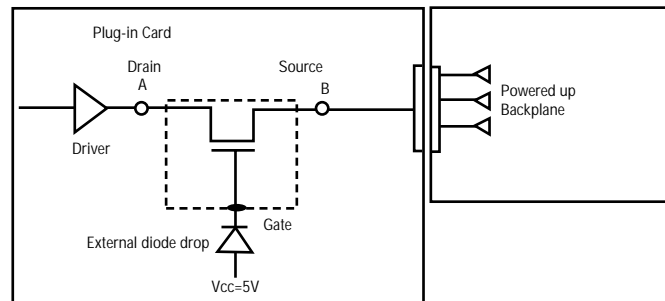 Plug-in Card
Drain
A
Source
B
Driver
Powered up
Backplane
Gate
External diode drop
Vcc=5V